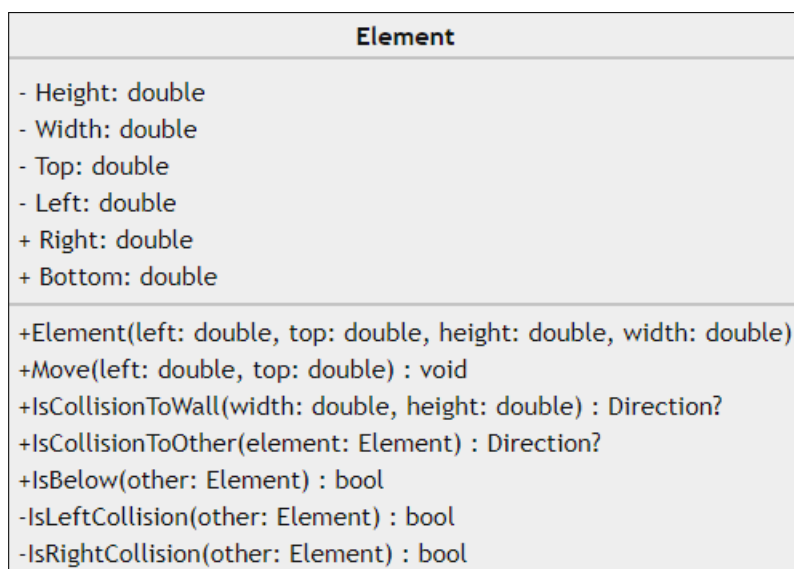 Element
- Height: double
- Width: double
- Top: double
- Left: double
+ Right: double
+ Bottom: double
+Element(left: double, top: double, height: double, width: double)
+Move(left: double, top: double) : void
+IsCollisionToWall(width: double, height: double) : Direction?
+IsCollisionToOther(element: Element) : Direction?
+IsBelow(other: Element) : bool
-IsLeftCollision(other: Element) : bool
-IsRightCollision(other: Element) : bool